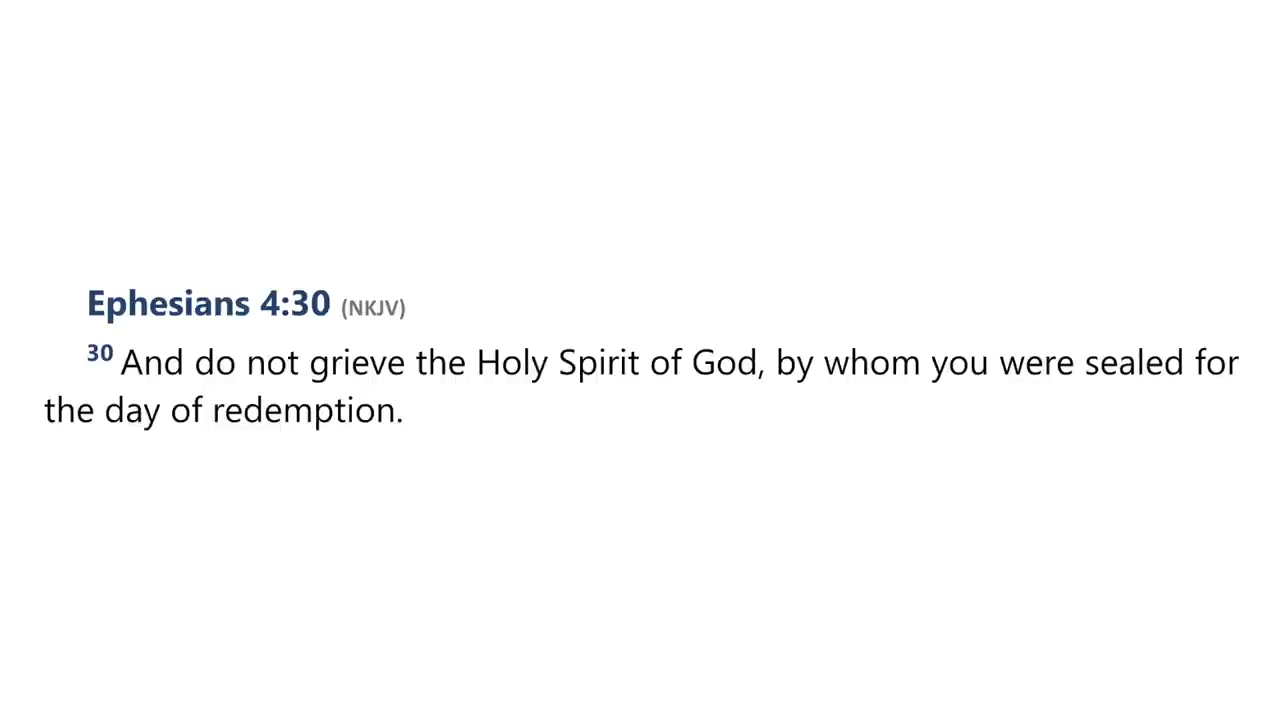 Ephesians 4:30 (NKJV)
30 And do not grieve the Holy Spirit of God, by whom you were sealed for
the day of redemption.